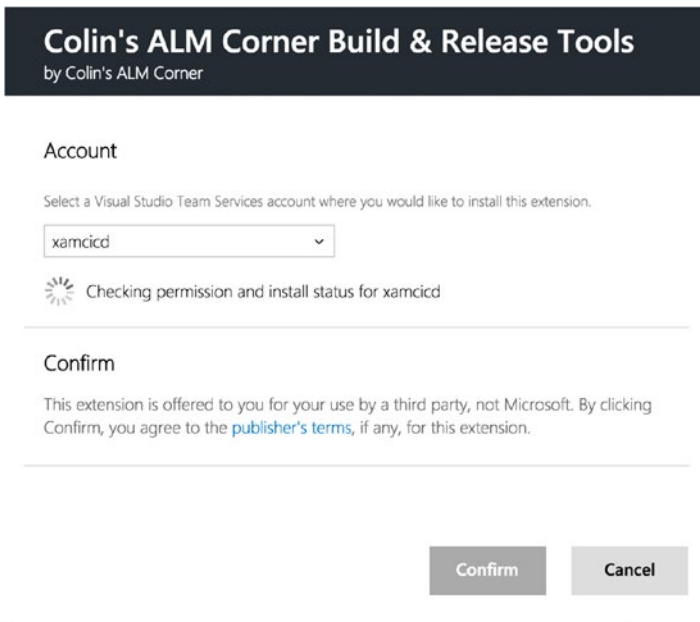 Colin's ALM Corner Build & Release Tools
by Colin's ALM Corner
Account
Select a Visual Studio Team Services account where you would like to install this extension.
xamcicd
Checking permission and install status for xamcicd
Confirm
This extension is offered to you for your use by a third party, not Microsoft. By clicking
Confirm, you agree to the publisher's terms, if any, for this extension.
Confirm
Cancel